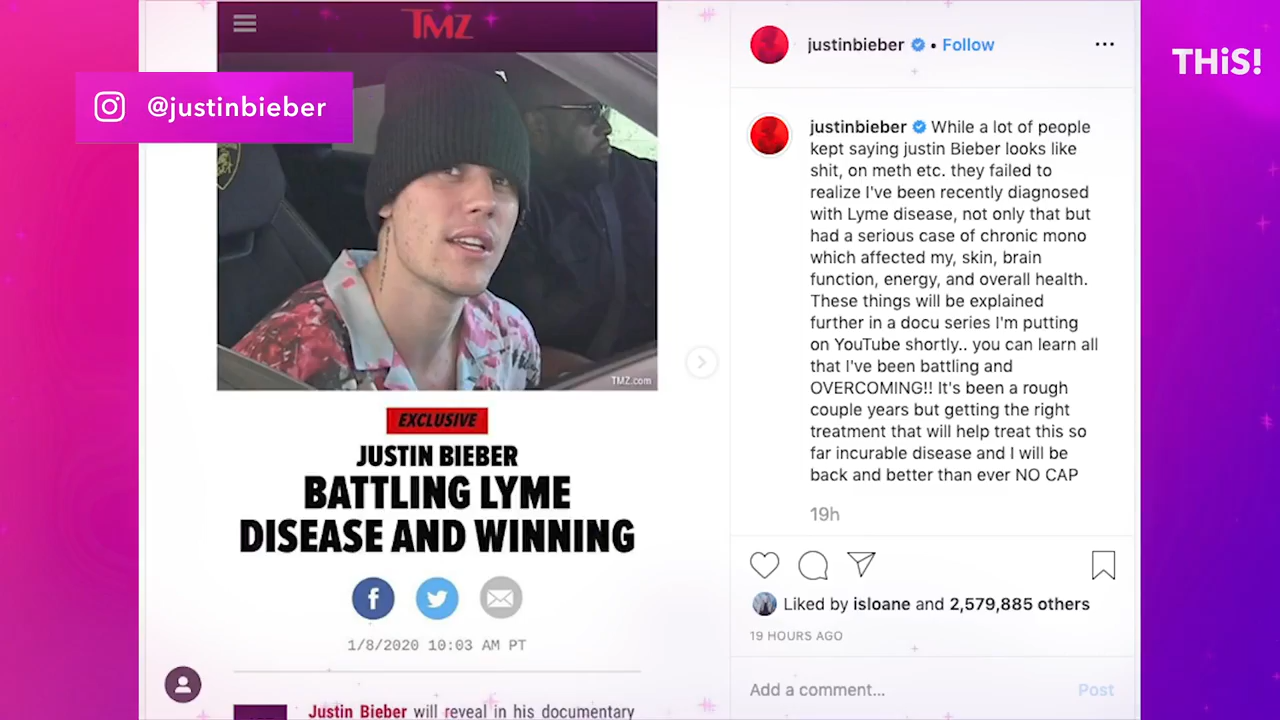 TMZ
@justinbieber
THiS!
TMZ.com
EXCLUSIVE
JUSTIN BIEBER
BATTLING LYME
DISEASE AND WINNING
1/8/2020 10:03 AM PT
Justin Bieber will reveal in his documentary
justinbieber • Follow
justinbieber While a lot of people
kept saying justin Bieber looks like
shit, on meth etc. they failed to
realize I've been recently diagnosed
with Lyme disease, not only that but
had a serious case of chronic mono
which affected my, skin, brain
function, energy, and overall health.
These things will be explained
further in a docu series I'm putting
on YouTube shortly.. you can learn all
that I've been battling and
OVERCOMING!! It's been a rough
couple years but getting the right
treatment that will help treat this so
far incurable disease and I will be
back and better than ever NO CAP
19h
Liked by isloane and 2,579,885 others
19 HOURS AGO
Add a comment...
Post